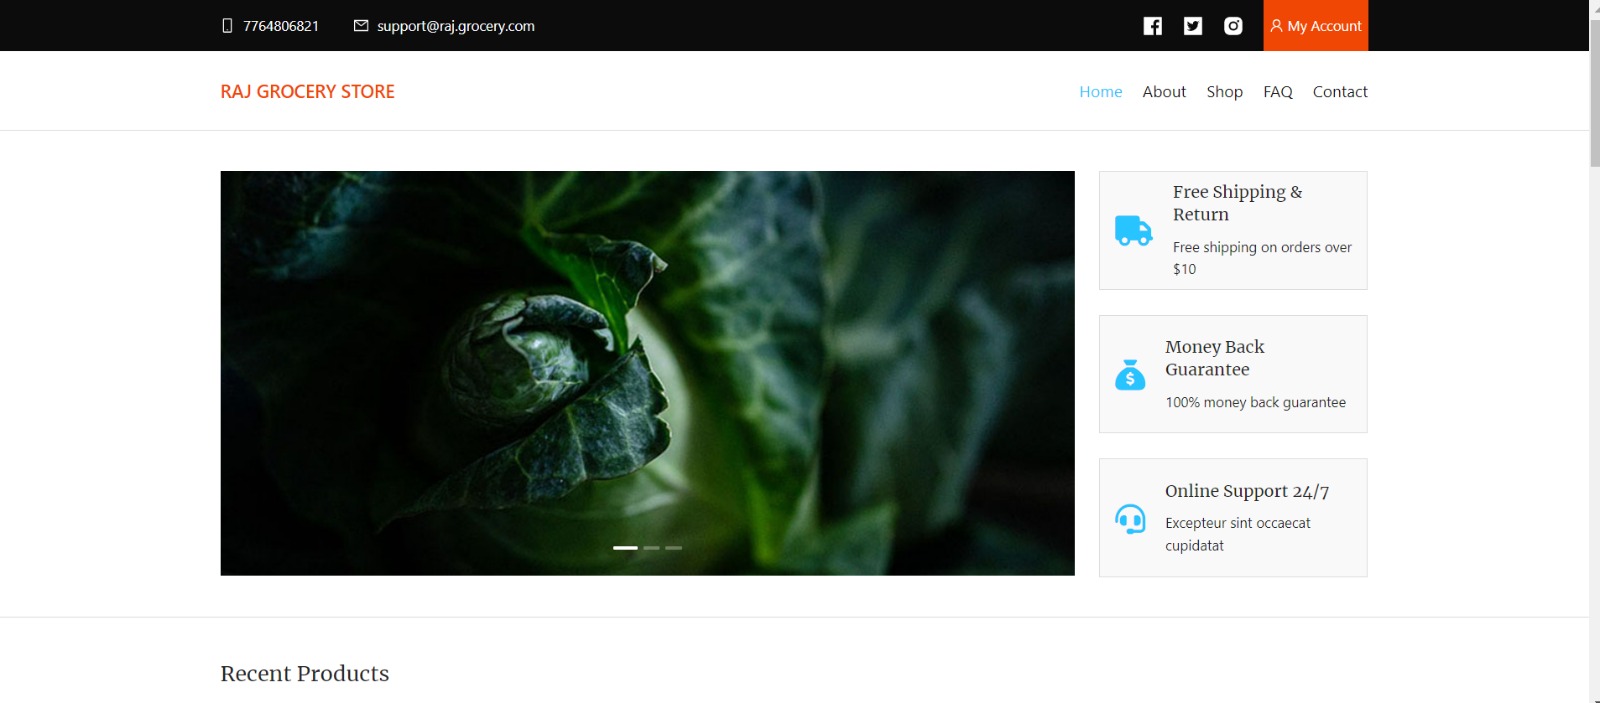 7764806821 support@raj.grocery.com My Account
RAJ GROCERY STORE Home About Shop FAQ Contact
Free Shipping &
Return
Free shipping on orders over
$10
Money Back
Guarantee
100% money back guarantee
Online Support 24/7
Excepteur sint occaecat
cupidatat
Recent Products